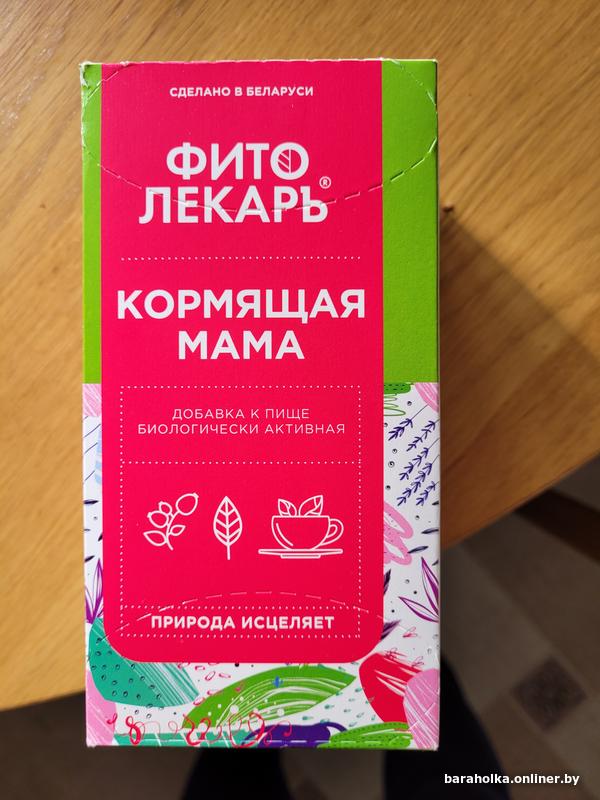 СДЕЛАНО В БЕЛАРУСИ
ФИТО
ЛЕКАРЪ®
КОРМЯЩАЯ
МАМА
ДОБАВКА К ПИЩЕ
БИОЛОГИЧЕСКИ АКТИВНАЯ
ПРИРОДА ИСЦЕЛЯЕТ
baraholka.onliner.by